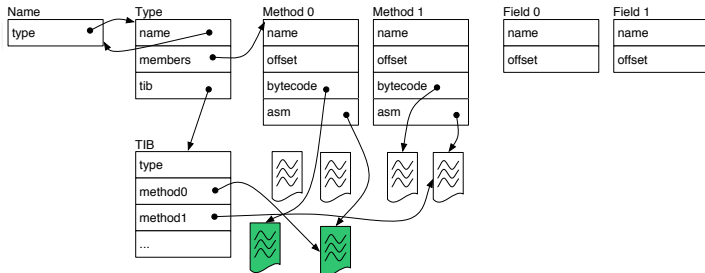 Name
type
Type
name
members
tib
Method 0
name
offset
bytecode
asm
Method 1
name
offset
bytecode
asm
Field 0
name
offset
Field 1
name
offset
TIB
type
method0
method1
...